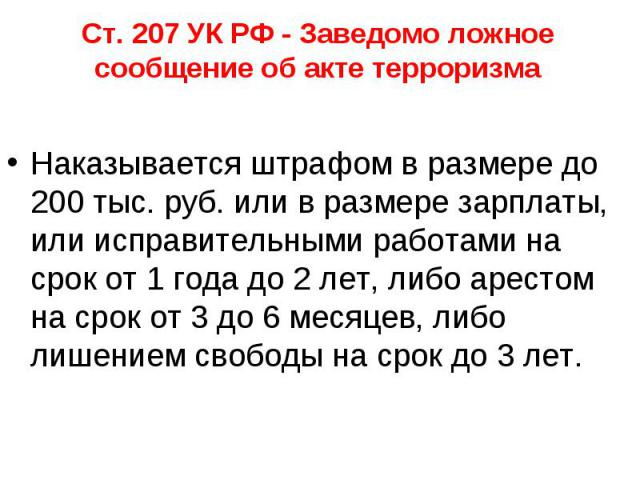 Ст. 207 УК РФ - Заведомо ложное
сообщение об акте терроризма
• Наказывается штрафом в размере до
200 тыс. руб. или в размере зарплаты,
или исправительными работами на
срок от 1 года до 2 лет, либо арестом
на срок от 3 до 6 месяцев, либо
лишением свободы на срок до 3 лет.